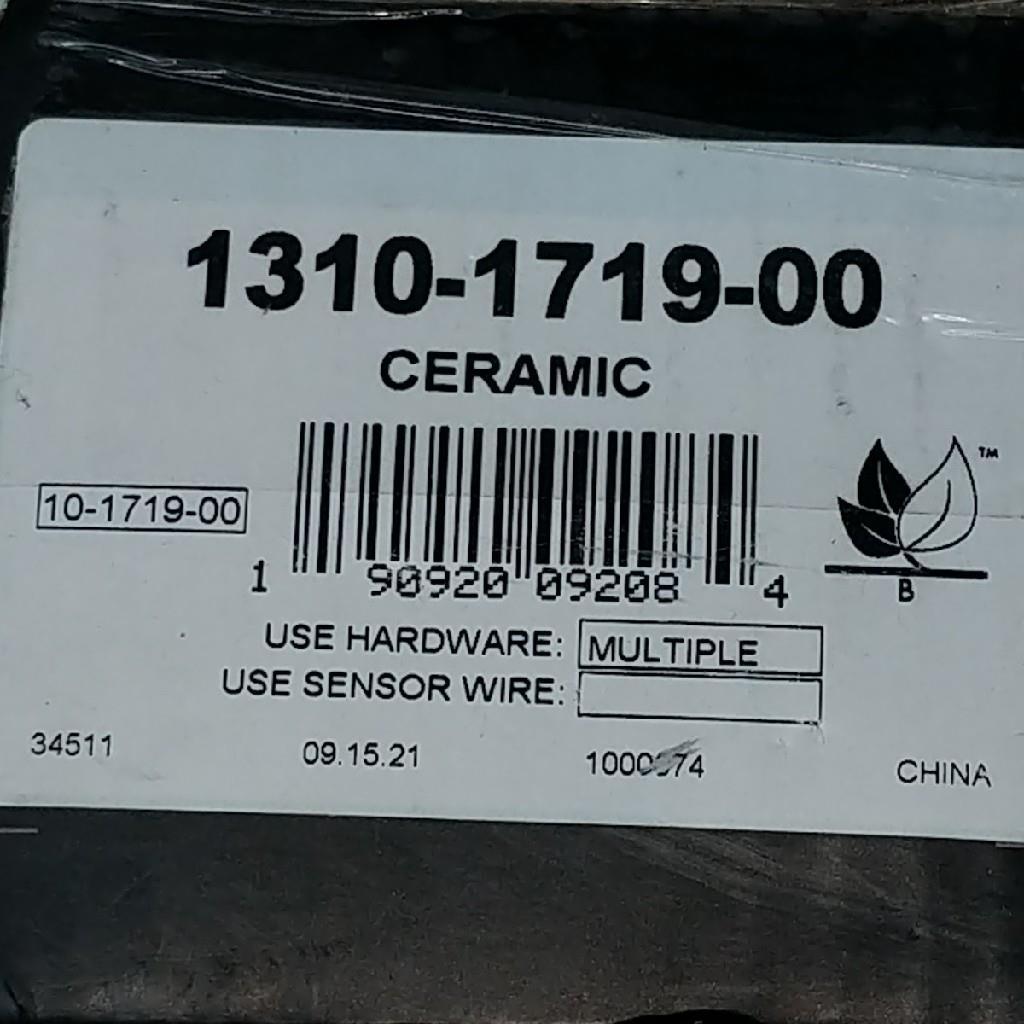 1310-1719-00
CERAMIC
10-1719-00
TM
1 90920 09208 4
B
USE HARDWARE: MULTIPLE
USE SENSOR WIRE:
34511 09.15.21 CHINA